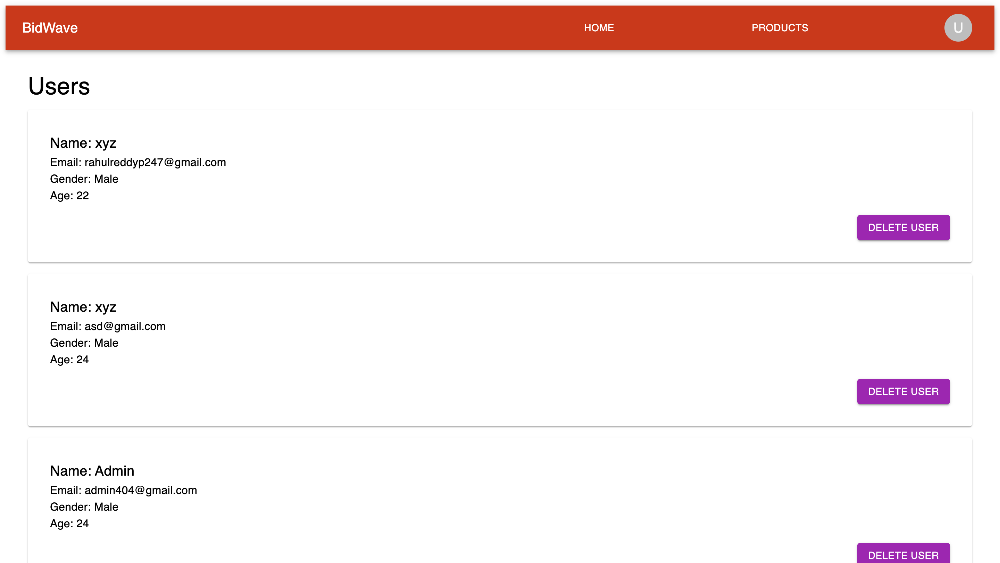 BidWave
HOME
PRODUCTS
U
Users
Name: xyz
Email: rahulreddyp247@gmail.com
Gender: Male
Age: 22
DELETE USER
Name: xyz
Email: asd@gmail.com
Gender: Male
Age: 24
DELETE USER
Name: Admin
Email: admin404@gmail.com
Gender: Male
Age: 24
DELETE USER